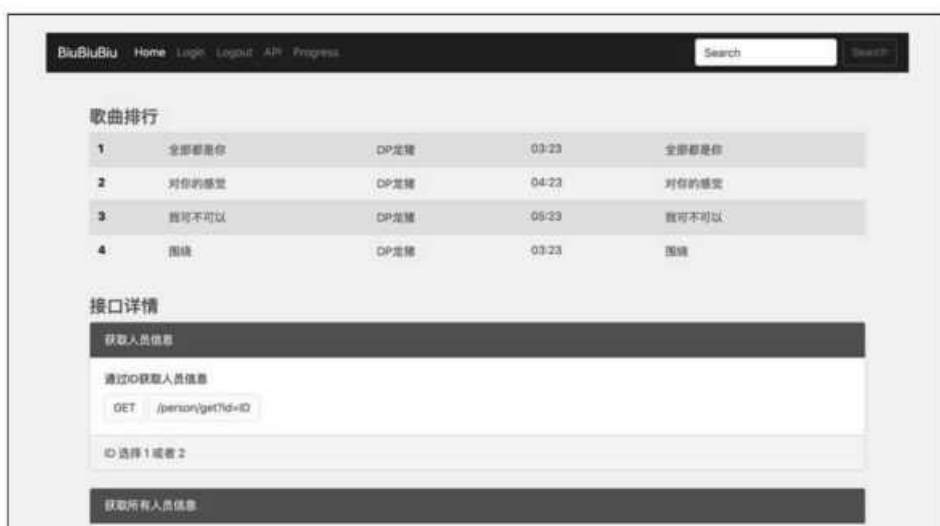 BiuBiuBiu Home Login Logout API Progress Search Search
歌曲排行
1 全部都是你 DP龙猪 03:23 全部都是你
2 对你的感觉 DP龙猪 04:23 对你的感觉
3 我可不可以 DP龙猪 05:23 我可不可以
4 围绕 DP龙猪 03:23 围绕
接口详情
获取人员信息
通过ID获取人员信息
GET /person/get?id=ID
ID 选择 1 或者 2
获取所有人员信息